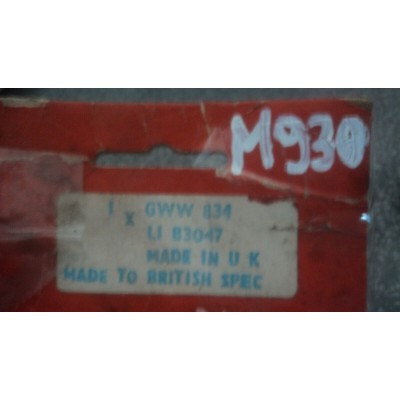 M930
1 x GWW 834
LI 83047
MADE IN U K
MADE TO BRITISH SPEC